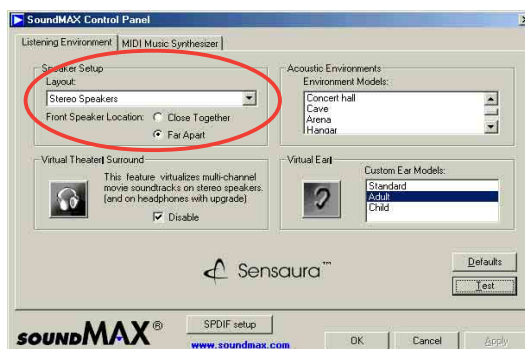 SoundMAX Control Panel
Listening Environment MIDI Music Synthesizer
Speaker Setup
Layout:
Stereo Speakers
Front Speaker Location: Close Together
Far Apart
Acoustic Environments
Environment Models:
Concert hall
Cave
Arena
Hangar
Virtual Theater Surround
This feature virtualizes multi-channel
movie soundtracks on stereo speakers.
(and on headphones with upgrade)
Disable
Virtual Ear
Custom Ear Models:
Standard
Adult
Child
Sensaura™
Defaults
Test
SOUNDMAX®
SPDIF setup
www.soundmax.com
OK Cancel Apply